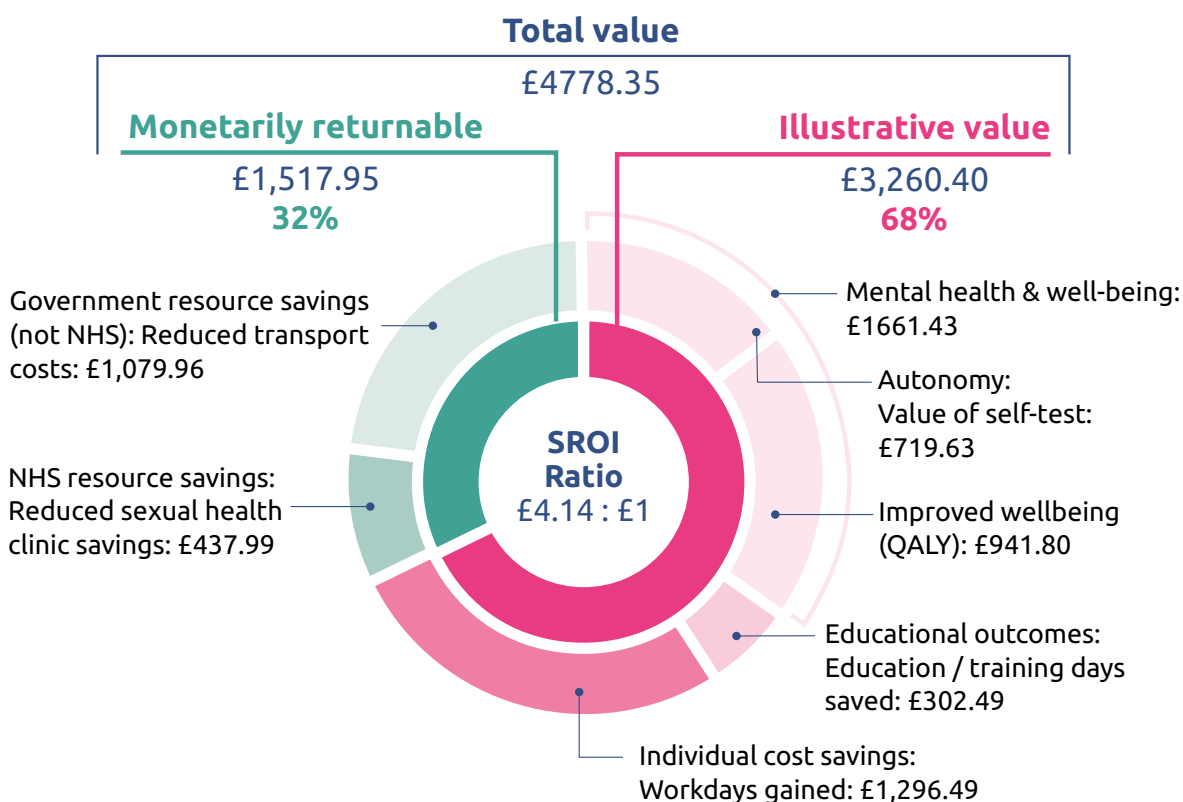 Total value
£4778.35
Monetarily returnable
£1,517.95
32%
Illustrative value
£3,260.40
68%
Government resource savings
(not NHS): Reduced transport
costs: £1,079.96
NHS resource savings:
Reduced sexual health
clinic savings: £437.99
SROI
Ratio
£4.14 : £1
Mental health & well-being:
£1661.43
Autonomy:
Value of self-test:
£719.63
Improved wellbeing
(QALY): £941.80
Educational outcomes:
Education / training days
saved: £302.49
Individual cost savings:
Workdays gained: £1,296.49